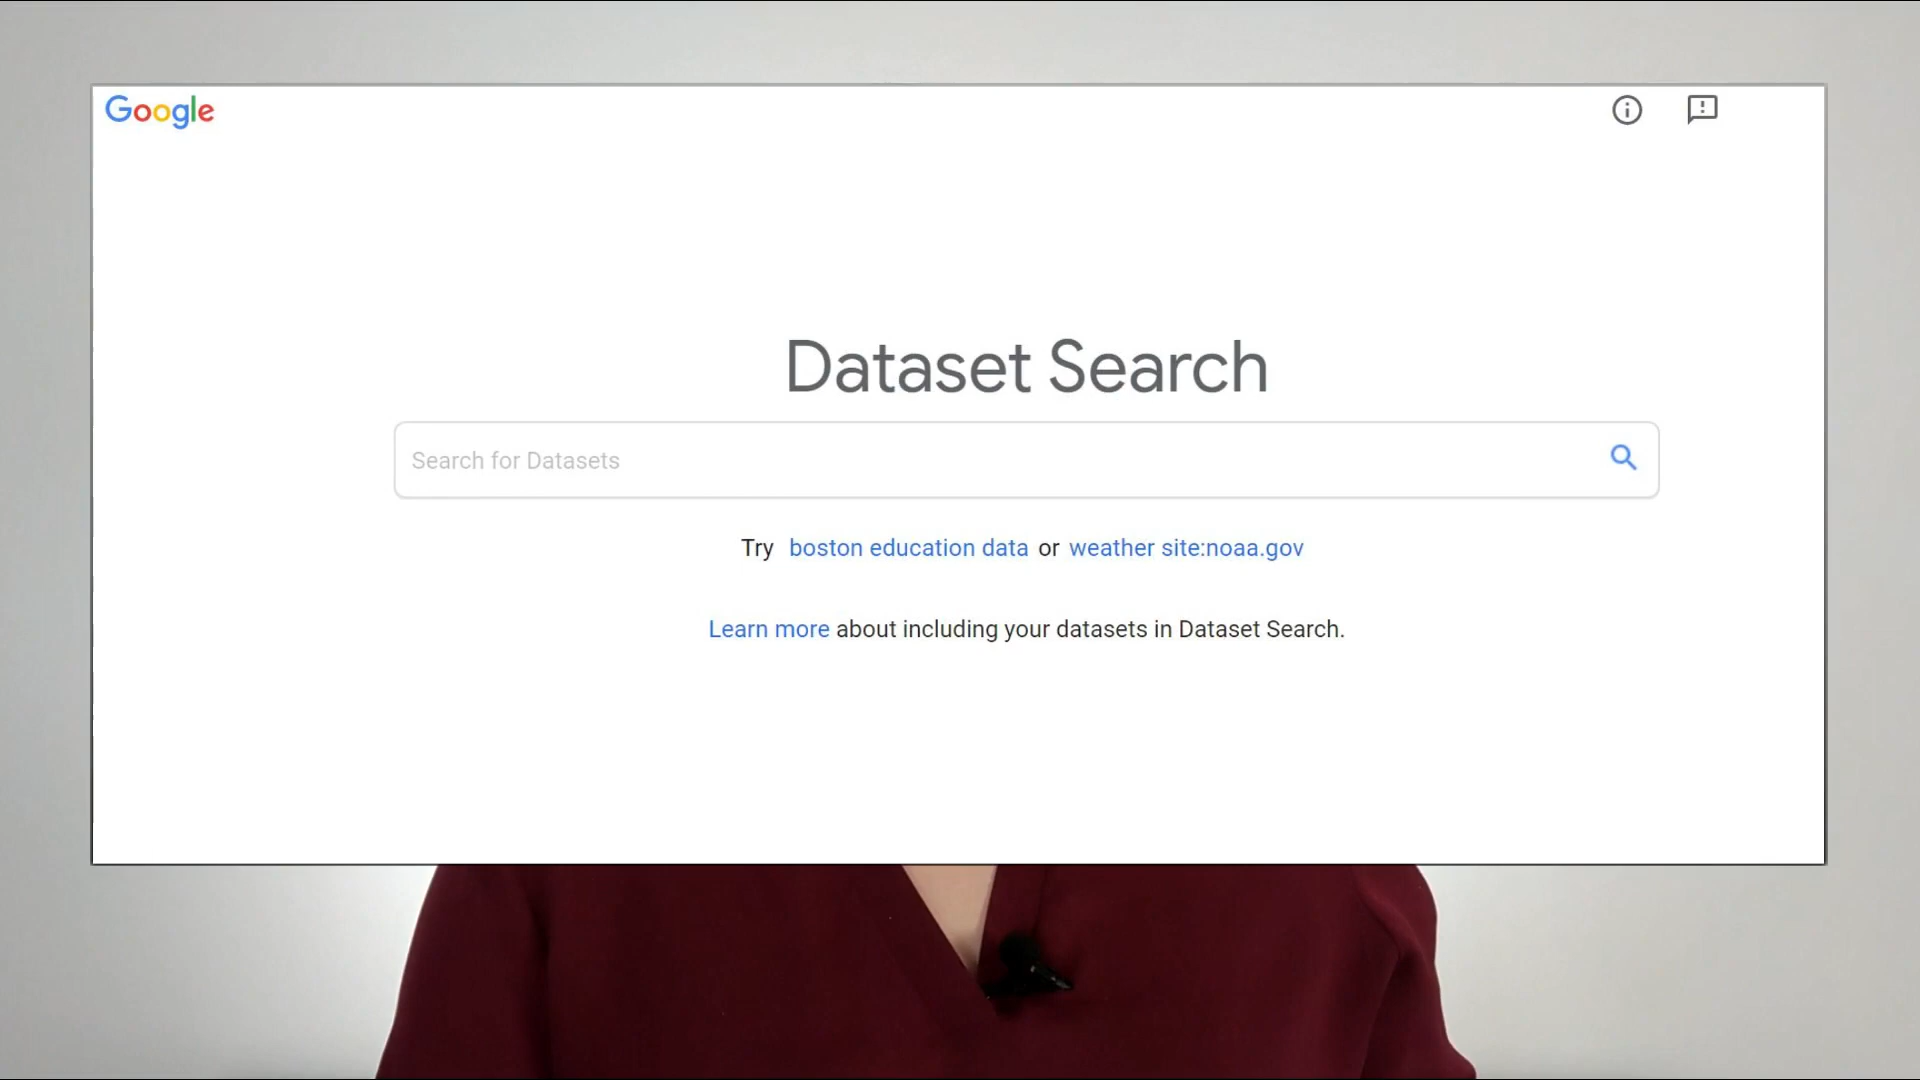 Google
Dataset Search
Search for Datasets
Try boston education data or weather site:noaa.gov
Learn more about including your datasets in Dataset Search.